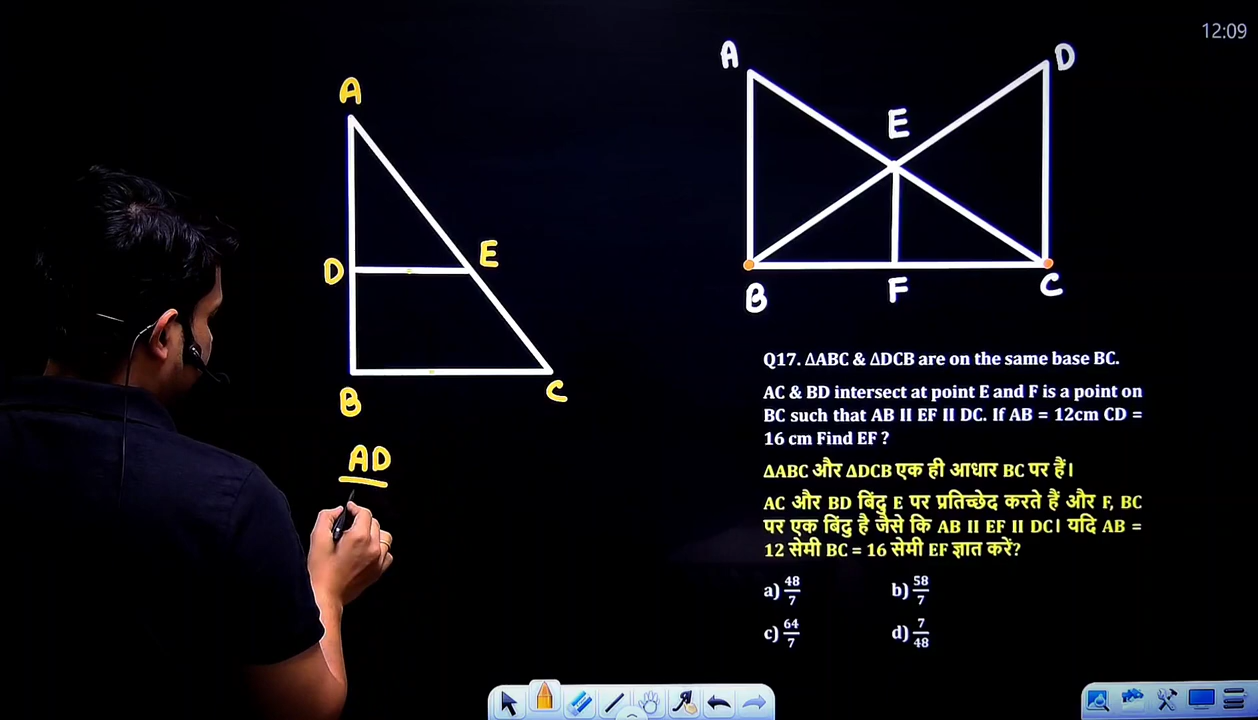 12:09
A
D
E
B
F
C
A
D
E
B
C
AD
Q17. ΔABC & ΔDCB are on the same base BC.
AC & BD intersect at point E and F is a point on
BC such that AB II EF II DC. If AB = 12cm CD =
16 cm Find EF ?
ΔABC और ΔDCB एक ही आधार BC पर हैं।
AC और BD बिंदु E पर प्रतिच्छेद करते हैं और F, BC
पर एक बिंदु है जैसे कि AB II EF II DC। यदि AB =
12 सेमी BC = 16 सेमी EF ज्ञात करें?
a) 48/7 b) 58/7
c) 64/7 d) 7/48